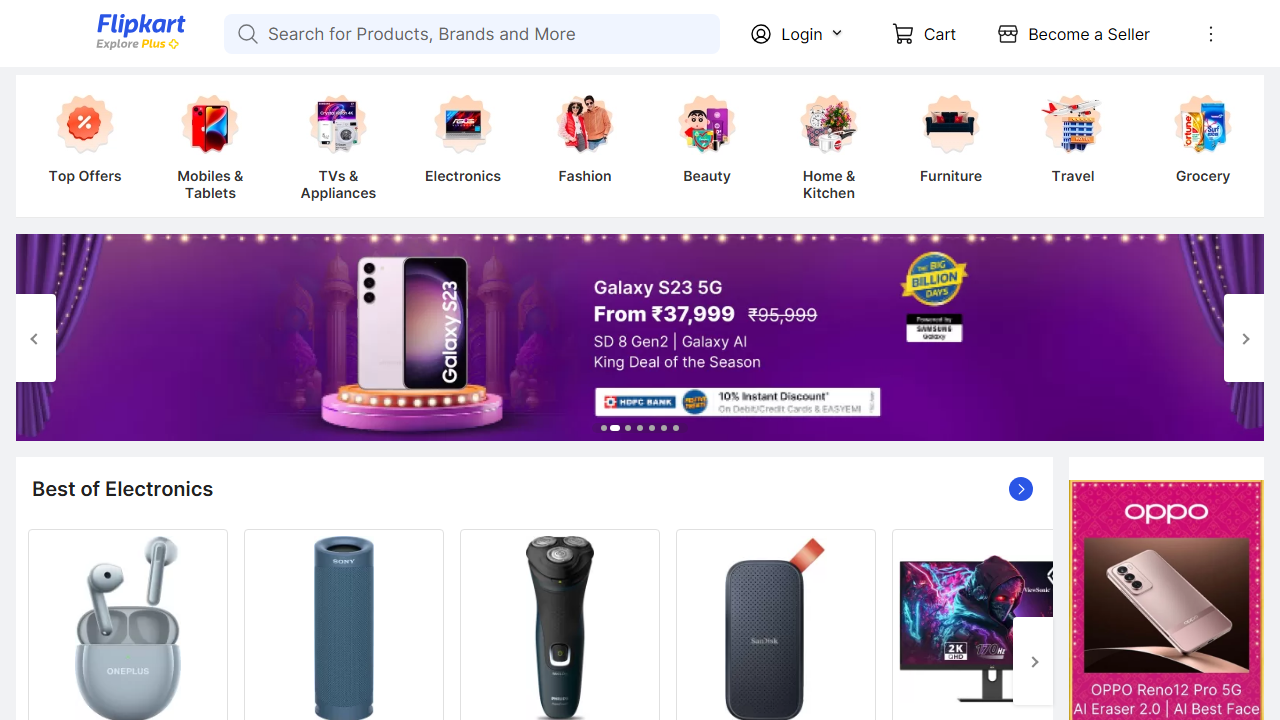 Flipkart
Explore Plus
Search for Products, Brands and More
Login
Cart
Become a Seller
Top Offers
Mobiles &
Tablets
TVs &
Appliances
Electronics
Fashion
Beauty
Home &
Kitchen
Furniture
Travel
Grocery
Galaxy S23
Galaxy S23 5G
From ₹37,999 ₹95,999
SD 8 Gen2 | Galaxy AI
King Deal of the Season
HDFC BANK
10% Instant Discount*
On Debit/Credit Cards & EASYEMI
THE BIG
BILLION
DAYS
Powered by
SAMSUNG
Galaxy
Best of Electronics
ONEPLUS
SONY
SanDisk
ViewSonic
2K
QHD
170Hz
oppo
OPPO Reno12 Pro 5G
AI Eraser 2.0 | AI Best Face